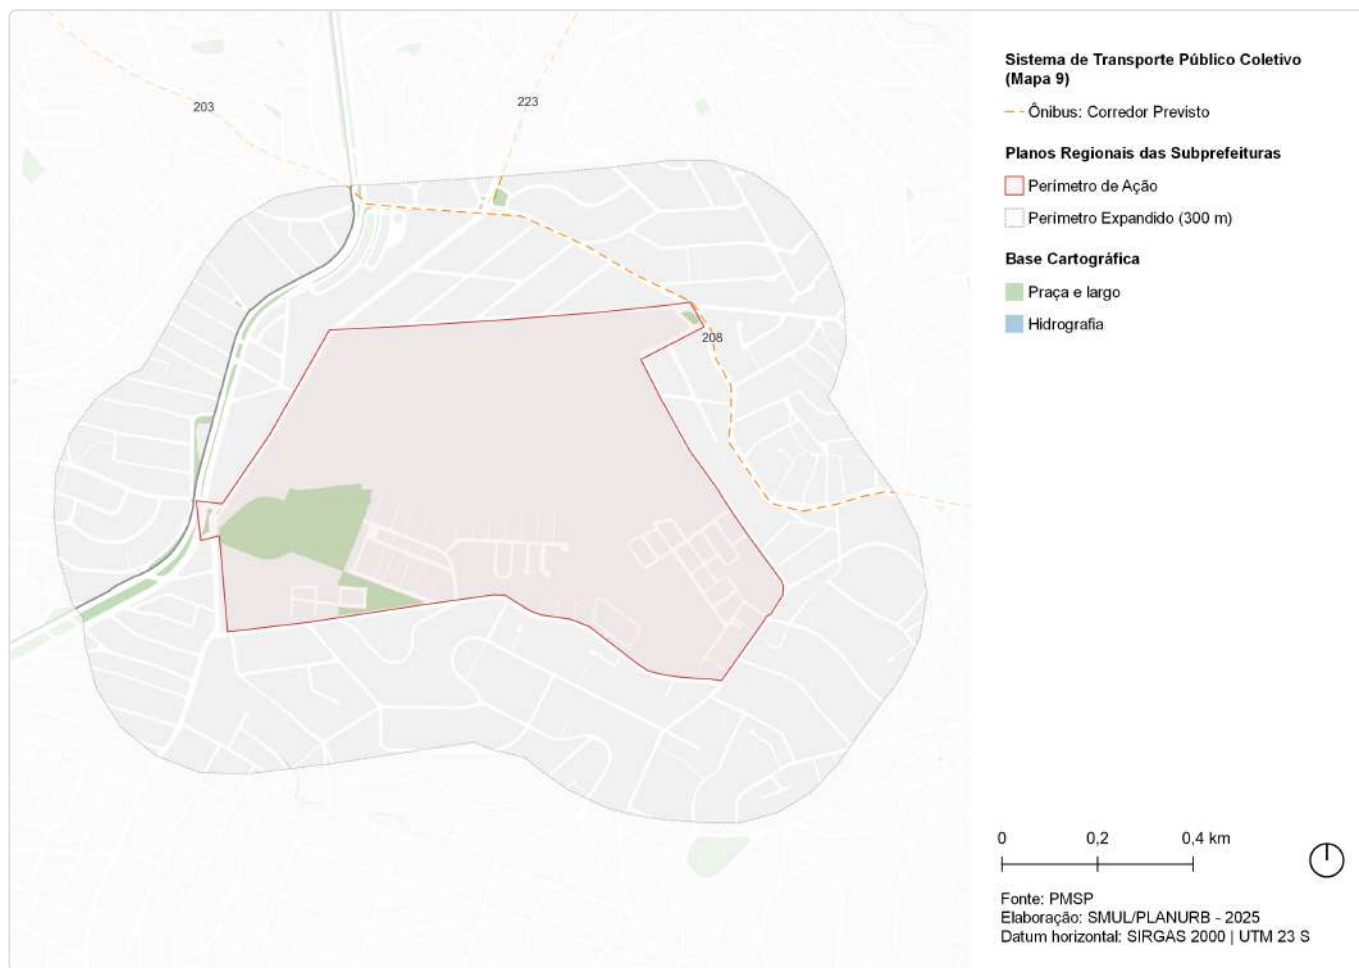 203
223
208
Sistema de Transporte Público Coletivo
(Mapa 9)
Ônibus: Corredor Previsto
Planos Regionais das Subprefeituras
Perímetro de Ação
Perímetro Expandido (300 m)
Base Cartográfica
Praça e largo
Hidrografia
0 0,2 0,4 km
Fonte: PMSP
Elaboração: SMUL/PLANURB - 2025
Datum horizontal: SIRGAS 2000 | UTM 23 S